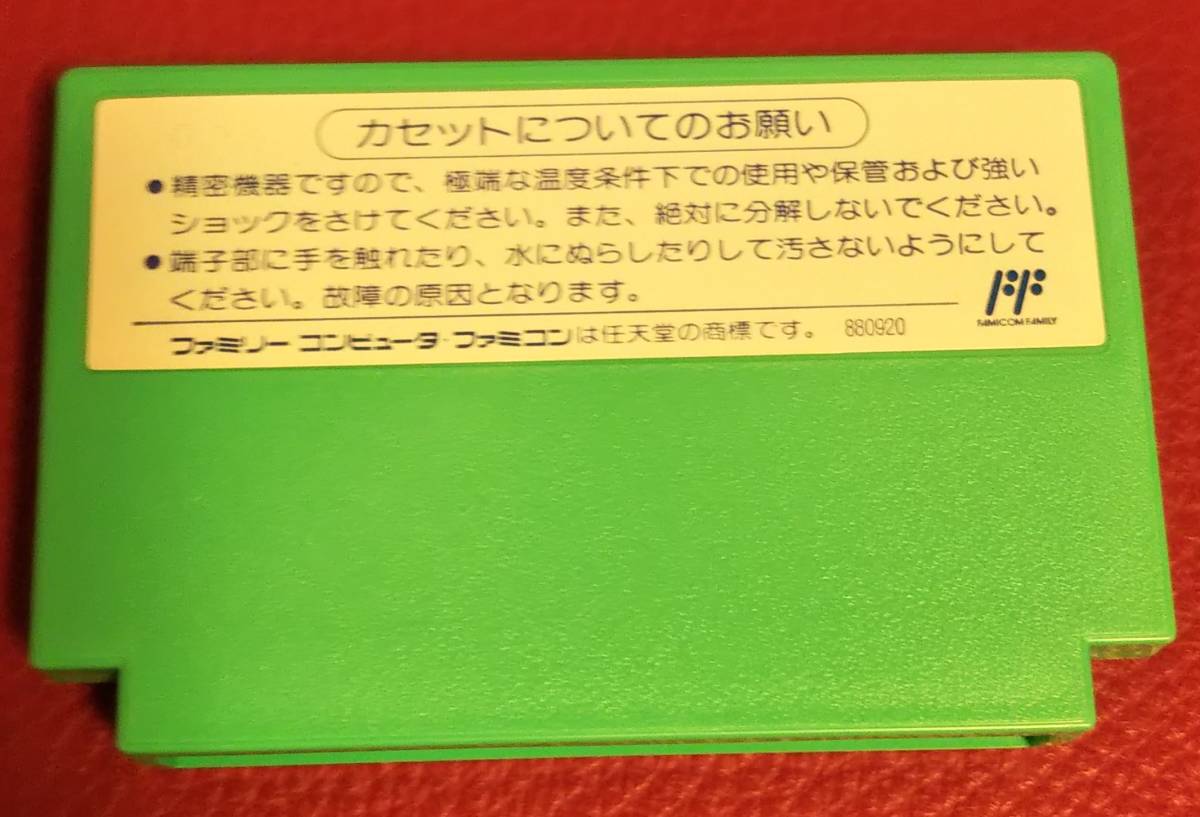 カセットについてのお願い
●精密機器ですので、極端な温度条件下での使用や保管および強い
ショックをさけてください。また、絶対に分解しないでください。
●端子部に手を触れたり、水にぬらしたりして汚さないようにして
ください。故障の原因となります。
FAMICOM FAMILY
ファミリー コンピュータ・ファミコンは任天堂の商標です。 880920